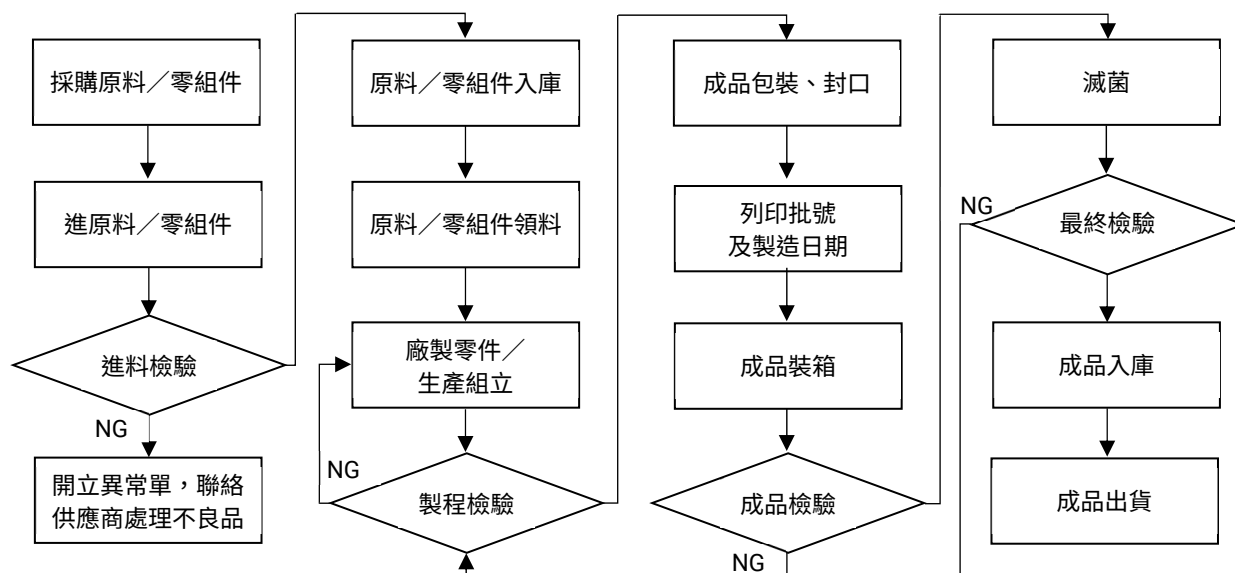 採購原料／零組件
進原料／零組件
進料檢驗
NG
開立異常單，聯絡
供應商處理不良品
原料／零組件入庫
原料／零組件領料
廠製零件／
生產組立
NG
製程檢驗
成品包裝、封口
列印批號
及製造日期
成品裝箱
成品檢驗
NG
滅菌
NG
最終檢驗
成品入庫
成品出貨